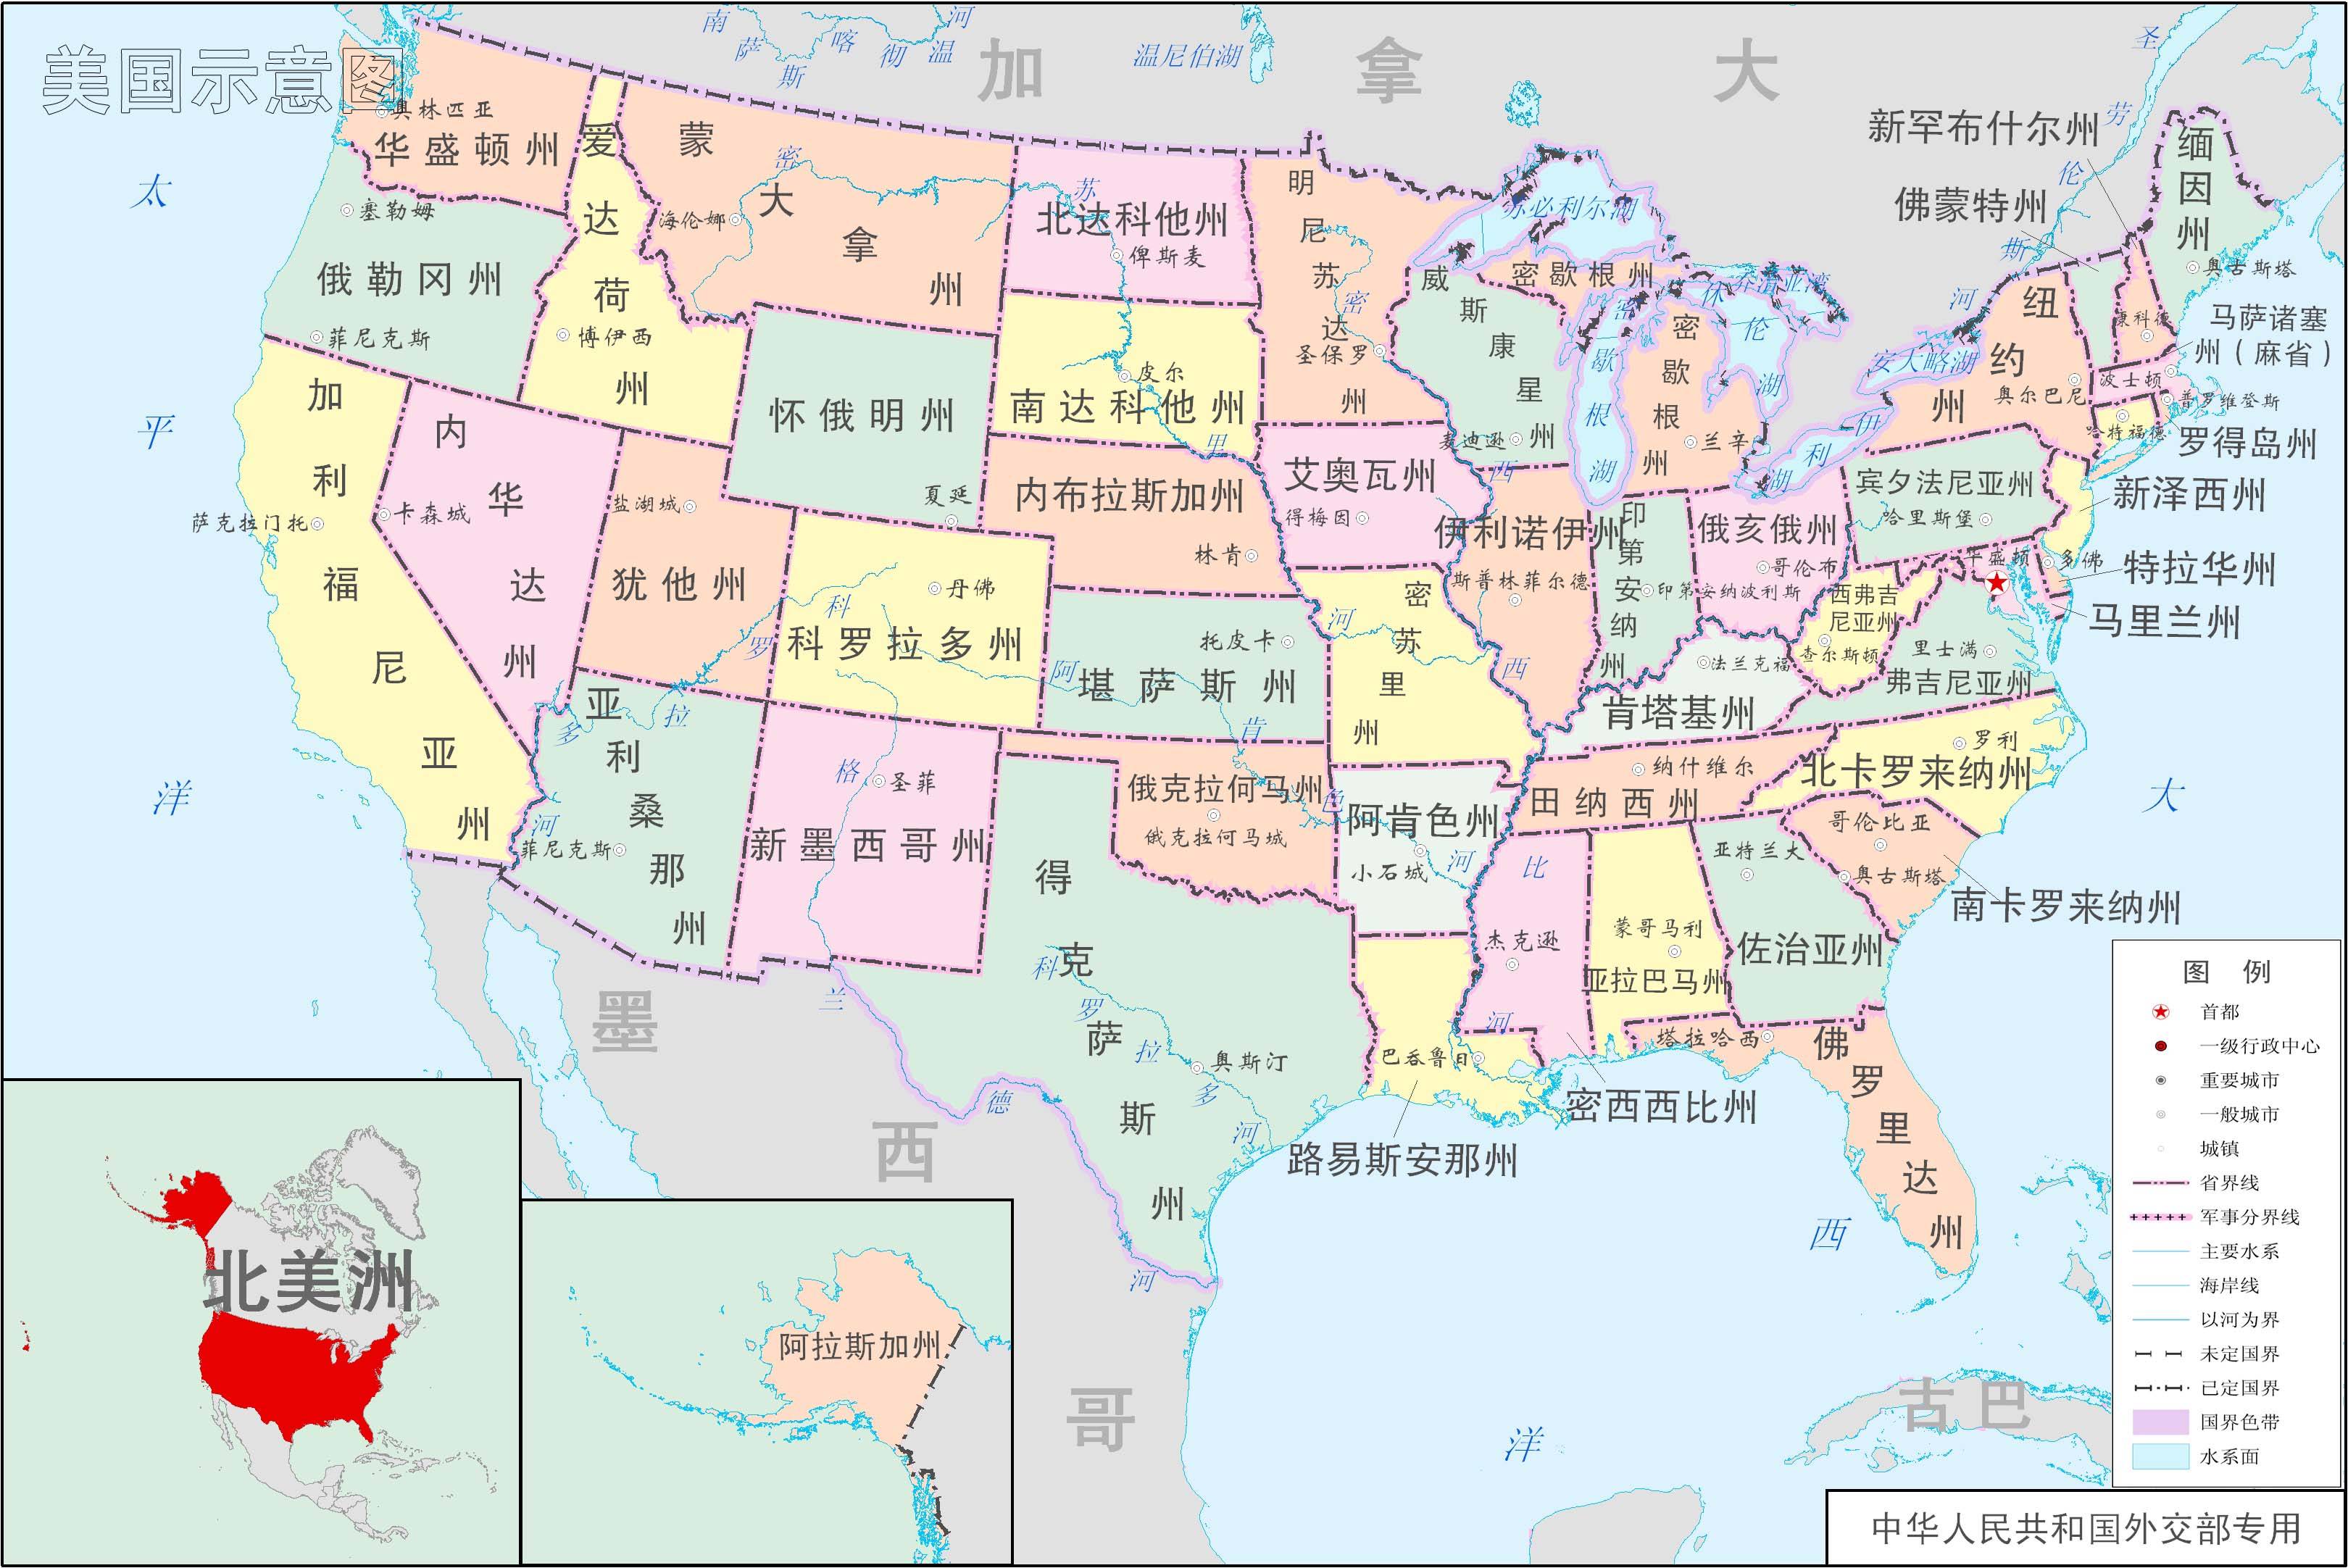 美国示意图
加拿大
墨西哥
古巴
太平洋
大西洋
南萨斯喀彻温河
温尼伯湖
圣劳伦斯河
苏必利尔湖
密歇根湖
休伦湖
乔治亚湾
安大略湖
伊利湖
密苏里河
密西西比河
科罗拉多河
阿肯色河
格兰德河
科罗拉多河
华盛顿州
奥林匹亚
俄勒冈州
塞勒姆
菲尼克斯
爱达荷州
博伊西
蒙大拿州
海伦娜
北达科他州
俾斯麦
南达科他州
皮尔
明尼苏达州
圣保罗
威斯康星州
麦迪逊
密歇根州
密歇根州
兰辛
怀俄明州
夏延
内布拉斯加州
林肯
艾奥瓦州
得梅因
加利福尼亚州
萨克拉门托
内华达州
卡森城
犹他州
盐湖城
科罗拉多州
丹佛
堪萨斯州
托皮卡
密苏里州
伊利诺伊州
斯普林菲尔德
印第安纳州
印第安纳波利斯
俄亥俄州
哥伦布
肯塔基州
法兰克福
西弗吉
尼亚州
查尔斯顿
弗吉尼亚州
里士满
宾夕法尼亚州
哈里斯堡
纽约州
奥尔巴尼
新罕布什尔州
佛蒙特州
缅因州
奥古斯塔
康科德
马萨诸塞
州(麻省)
波士顿
普罗维登斯
哈特福德
罗得岛州
新泽西州
华盛顿
多佛
特拉华州
马里兰州
亚利桑那州
菲尼克斯
新墨西哥州
圣菲
得克萨斯州
奥斯汀
俄克拉何马州
俄克拉何马城
阿肯色州
小石城
田纳西州
纳什维尔
北卡罗来纳州
罗利
南卡罗来纳州
哥伦比亚
奥古斯塔
佐治亚州
亚特兰大
亚拉巴马州
蒙哥马利
密西西比州
杰克逊
路易斯安那州
巴吞鲁日
佛罗里达州
塔拉哈西
北美洲
阿拉斯加州
图 例
首都
一级行政中心
重要城市
一般城市
城镇
省界线
军事分界线
主要水系
海岸线
以河为界
未定国界
已定国界
国界色带
水系面
中华人民共和国外交部专用